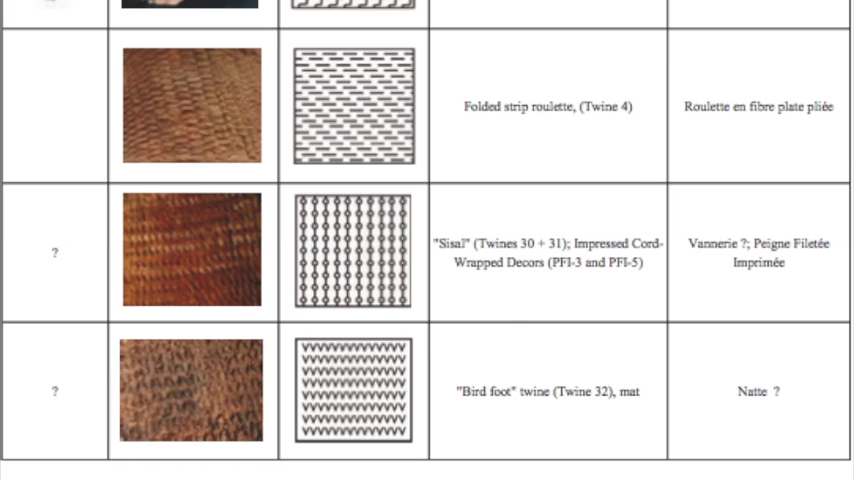 Folded strip roulette, (Twine 4)
Roulette en fibre plate pliée
?
"Sisal" (Twines 30 + 31); Impressed Cord-
Wrapped Decors (PFI-3 and PFI-5)
Vannerie ?; Peigne Filetée
Imprimée
?
"Bird foot" twine (Twine 32), mat
Natte ?